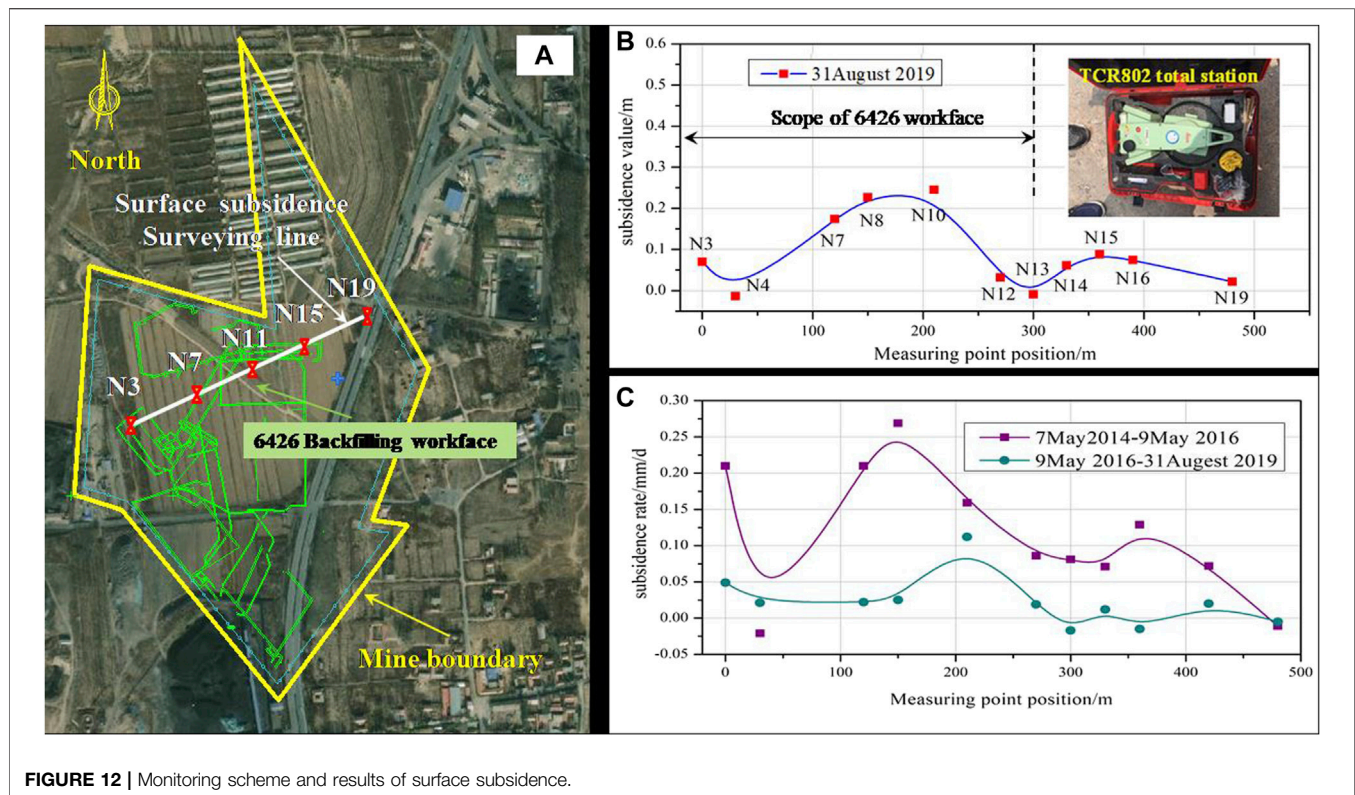 A
North
Surface subsidence
Surveying line
N19
N15
N11
N7
N3
6426 Backfilling workface
Mine boundary
B
0.6
0.5
0.4
0.3
0.2
0.1
0.0
subsidence value/m
31August 2019
TCR802 total station
Scope of 6426 workface
N3
N4
N7
N8
N10
N12
N13
N14
N15
N16
N19
0 100 200 300 400 500
Measuring point position/m
C
0.30
0.25
0.20
0.15
0.10
0.05
0.00
-0.05
subsidence rate/mm/d
7May2014-9May 2016
9May 2016-31Augest 2019
0 100 200 300 400 500
Measuring point position/m
FIGURE 12 | Monitoring scheme and results of surface subsidence.